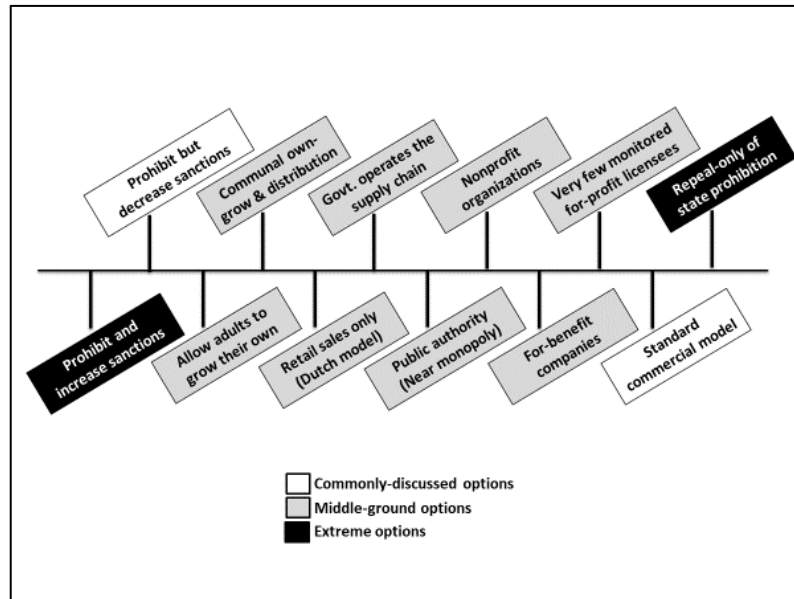 Prohibit but
decrease sanctions
Communal own-
grow & distribution
Govt. operates the
supply chain
Nonprofit
organizations
Very few monitored
for-profit licensees
Repeal-only of
state prohibition
Prohibit and
increase sanctions
Allow adults to
grow their own
Retail sales only
(Dutch model)
Public authority
(Near monopoly)
For-benefit
companies
Standard
commercial model
Commonly-discussed options
Middle-ground options
Extreme options